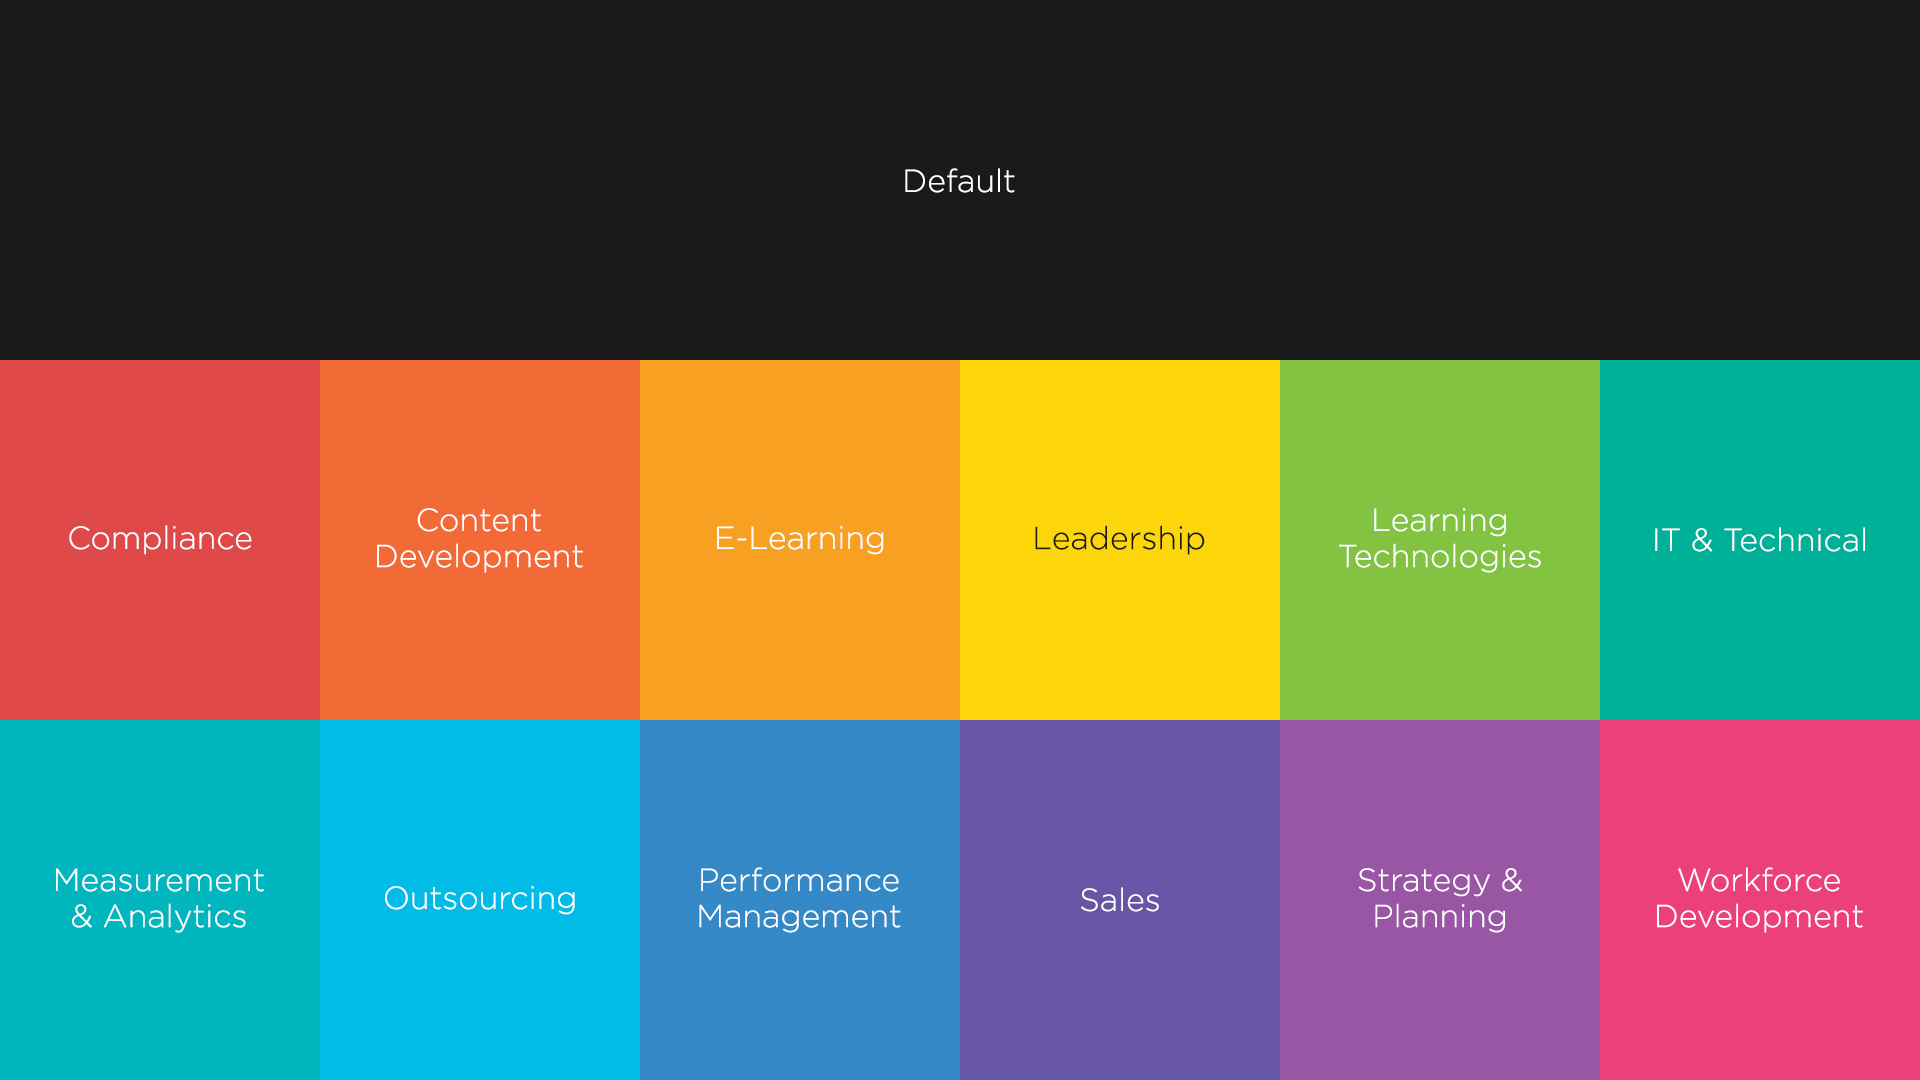 Default
Compliance
Content
Development
E-Learning
Leadership
Learning
Technologies
IT & Technical
Measurement
& Analytics
Outsourcing
Performance
Management
Sales
Strategy &
Planning
Workforce
Development